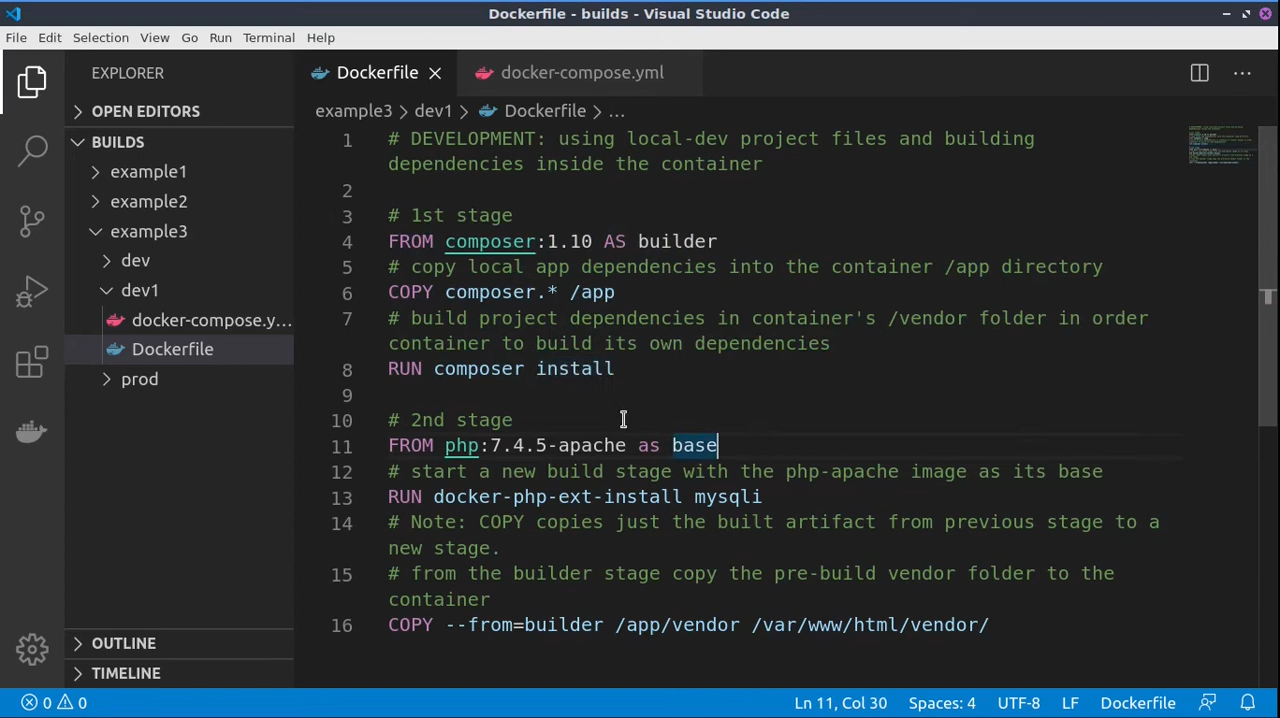 Dockerfile - builds - Visual Studio Code
File Edit Selection View Go Run Terminal Help
EXPLORER
Dockerfile
docker-compose.yml
OPEN EDITORS
example3 > dev1 > Dockerfile > ...
BUILDS
example1
example2
example3
dev
dev1
docker-compose.y...
Dockerfile
prod
OUTLINE
TIMELINE
1 # DEVELOPMENT: using local-dev project files and building
dependencies inside the container
2
3 # 1st stage
4 FROM composer:1.10 AS builder
5 # copy local app dependencies into the container /app directory
6 COPY composer.* /app
7 # build project dependencies in container's /vendor folder in order
container to build its own dependencies
8 RUN composer install
9
10 # 2nd stage
11 FROM php:7.4.5-apache as base
12 # start a new build stage with the php-apache image as its base
13 RUN docker-php-ext-install mysqli
14 # Note: COPY copies just the built artifact from previous stage to a
new stage.
15 # from the builder stage copy the pre-build vendor folder to the
container
16 COPY --from=builder /app/vendor /var/www/html/vendor/
0 0 Ln 11, Col 30 Spaces: 4 UTF-8 LF Dockerfile